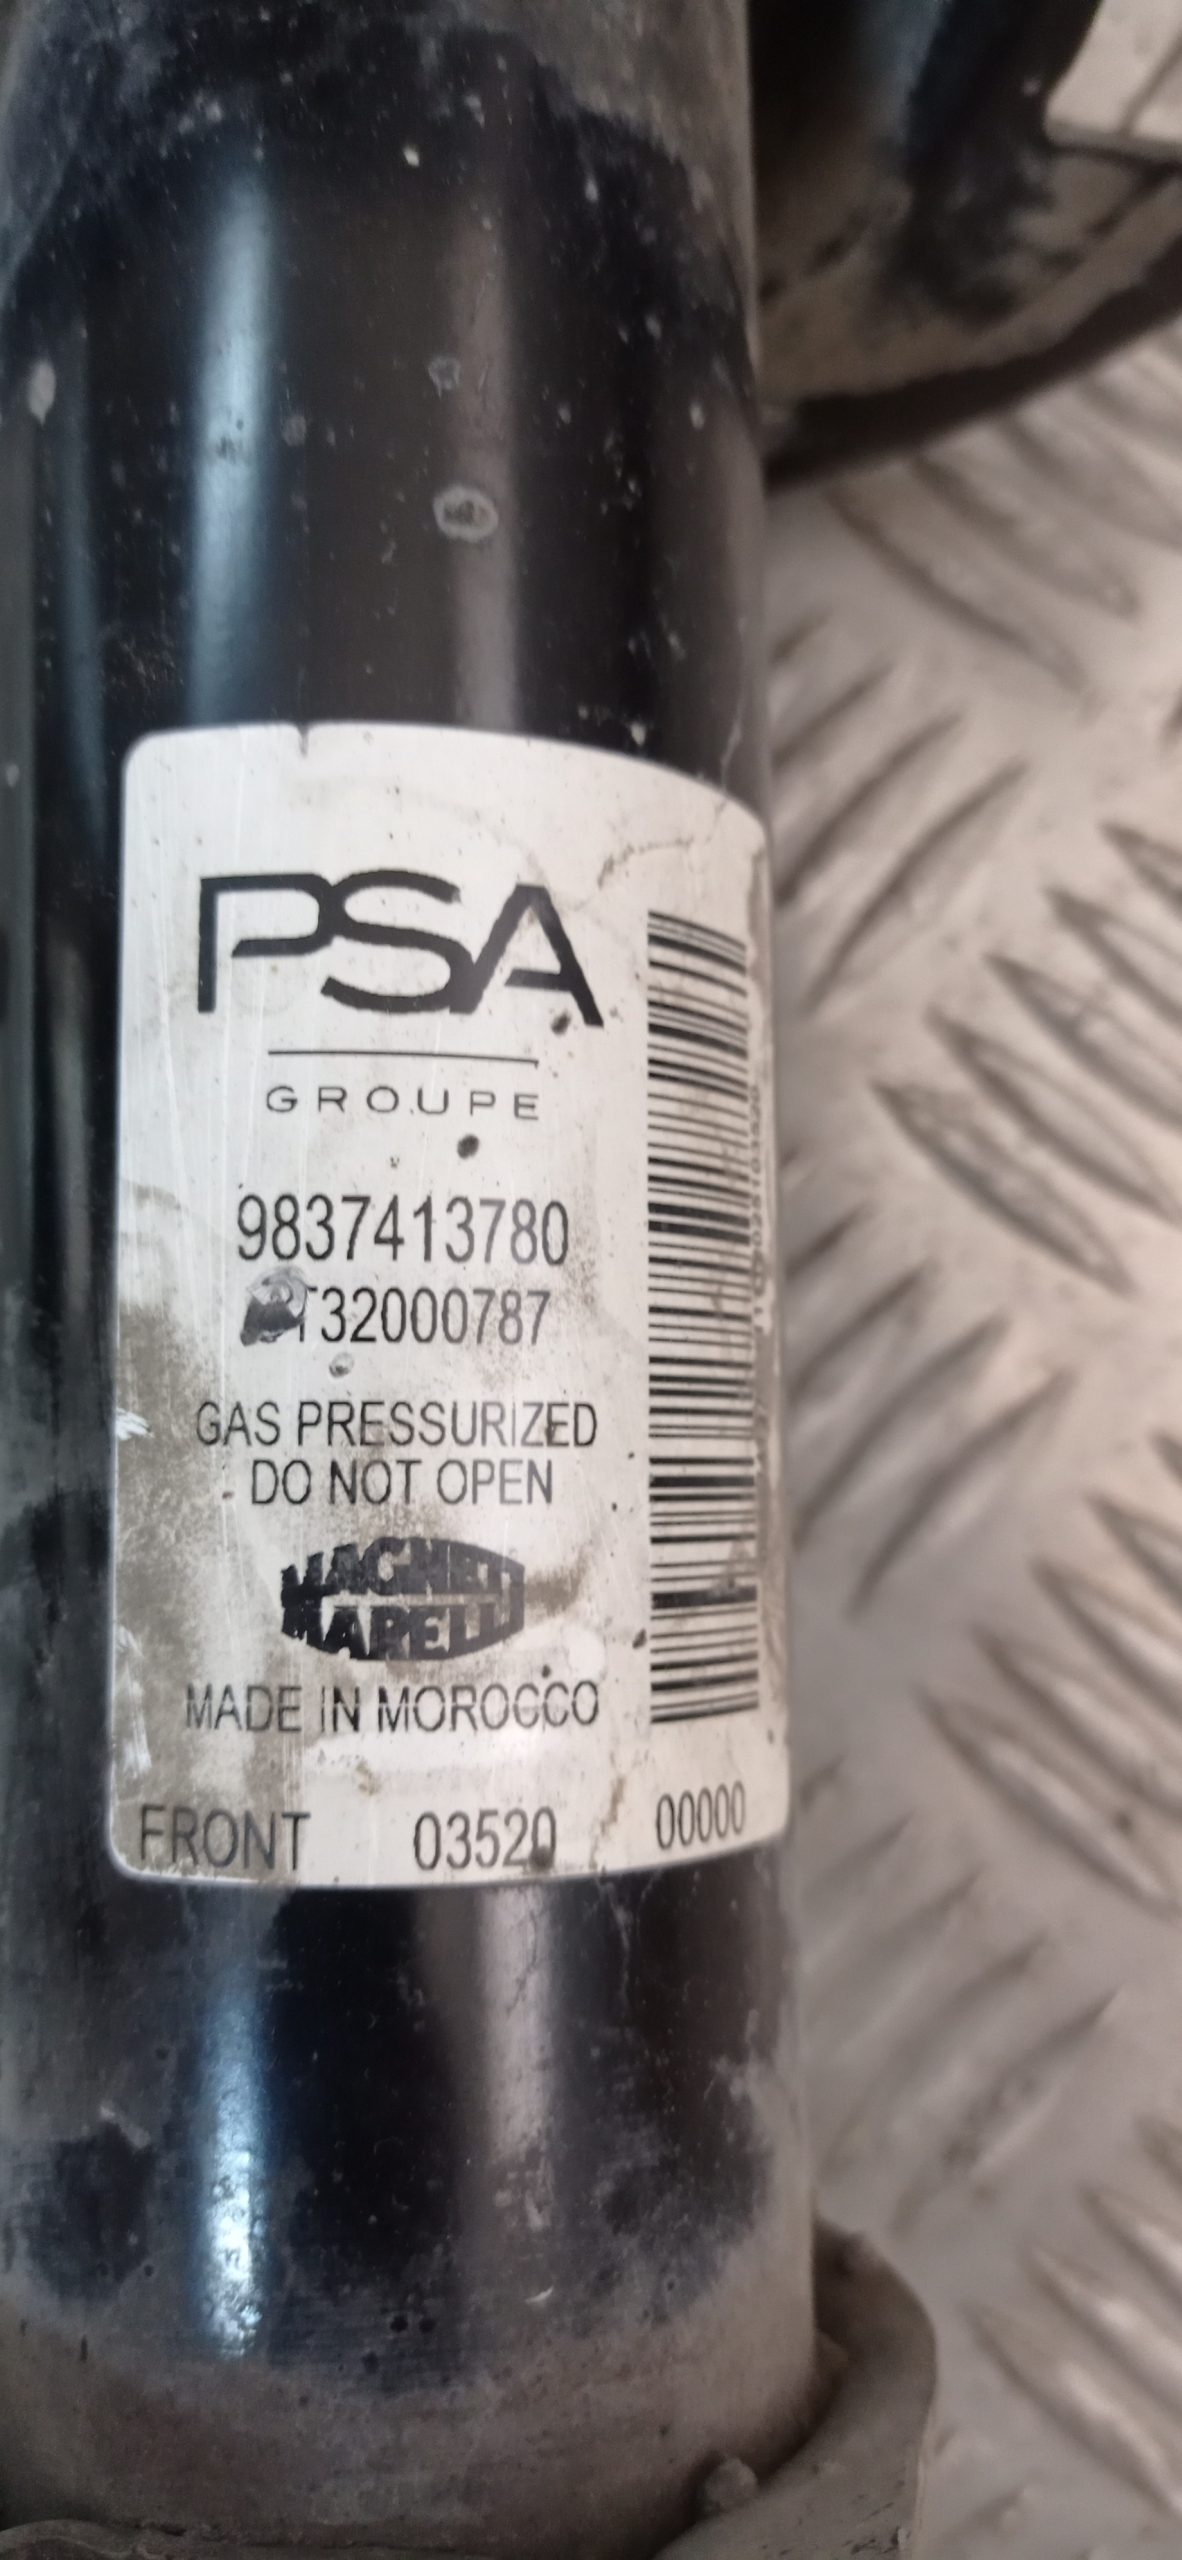 PSA
GROUPE
9837413780
T32000787
GAS PRESSURIZED
DO NOT OPEN
MAGNETI
MARELLI
MADE IN MOROCCO
FRONT 03520 00000